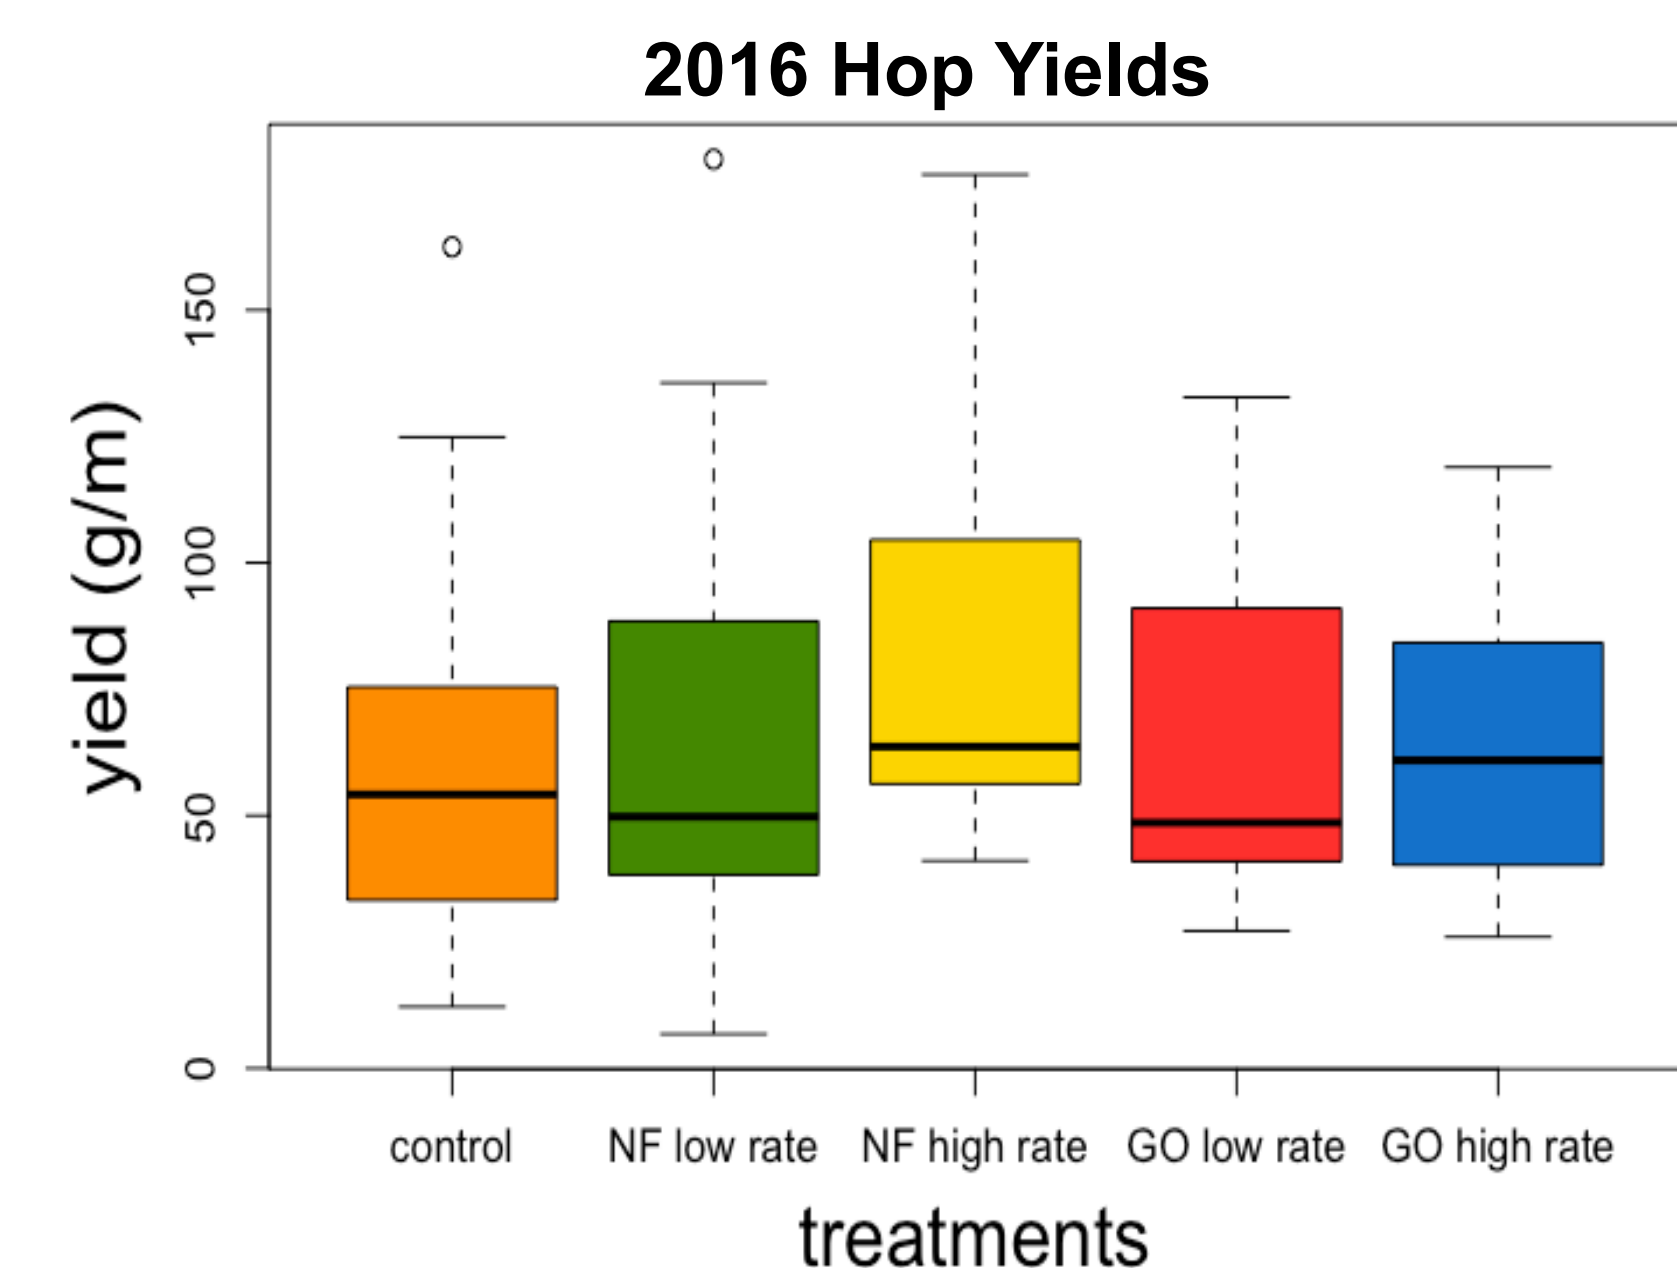 2016 Hop Yields
yield (g/m)
150
100
50
0
control NF low rate NF high rate GO low rate GO high rate
treatments